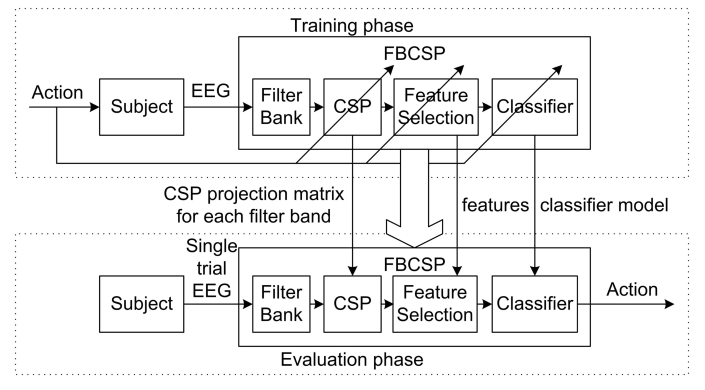 Training phase
FBCSP
Action
Subject
EEG
Filter
Bank
CSP
Feature
Selection
Classifier
CSP projection matrix
for each filter band
features
classifier model
Single
trial
EEG
FBCSP
Subject
Filter
Bank
CSP
Feature
Selection
Classifier
Action
Evaluation phase